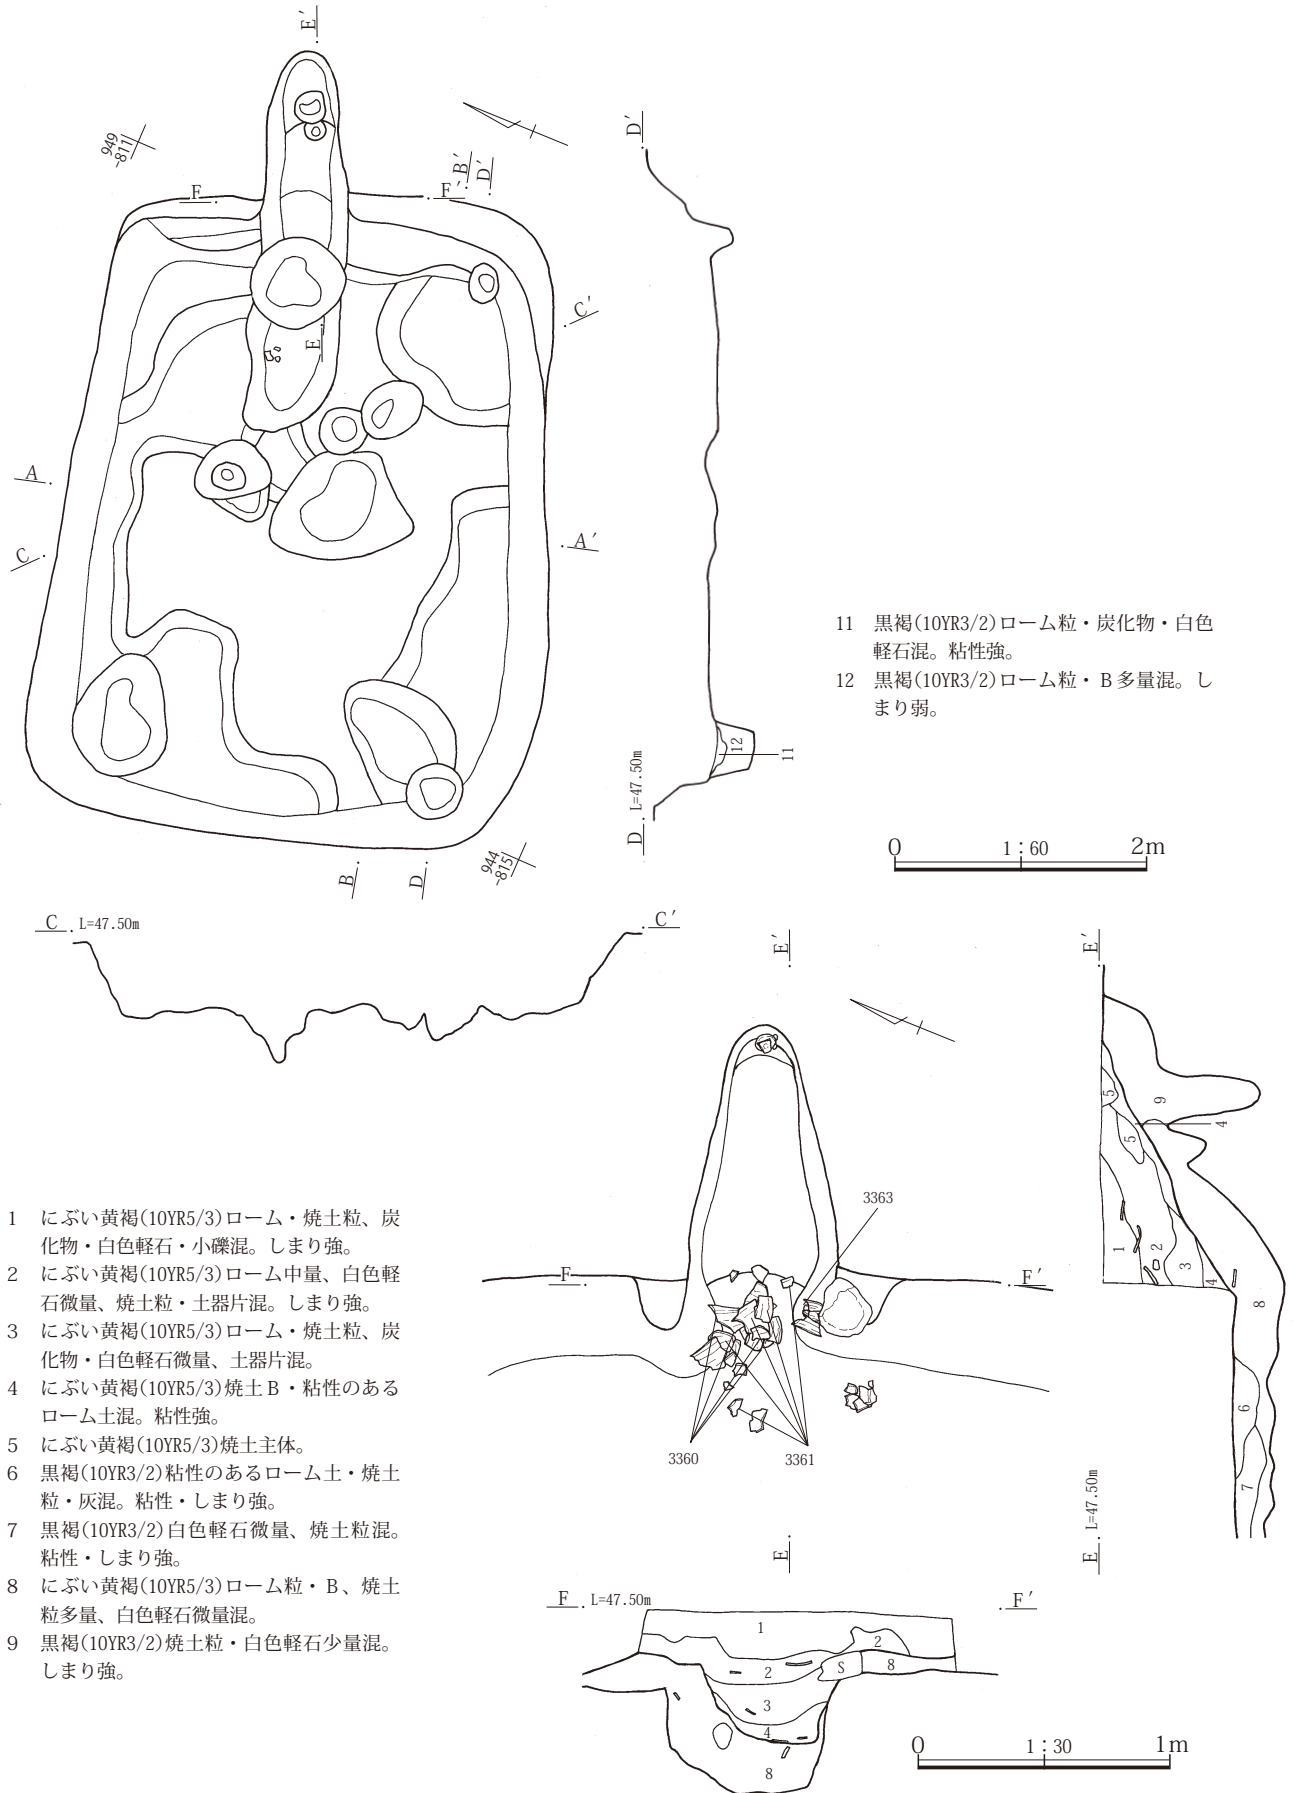 E′
949
-811
F
F′
B′
D′
D′
C′
E
A
C
A′
B
D
944
-815
12
11
D L=47.50m
11 黒褐(10YR3/2)ローム粒・炭化物・白色
軽石混。粘性強。
12 黒褐(10YR3/2)ローム粒・B多量混。し
まり弱。
0 1:60 2m
C L=47.50m
C′
E′
E′
5
9
4
5
1
2
3
4
8
6
7
E L=47.50m
3363
F
F′
3360
3361
E
1 にぶい黄褐(10YR5/3)ローム・焼土粒、炭
化物・白色軽石・小礫混。しまり強。
2 にぶい黄褐(10YR5/3)ローム中量、白色軽
石微量、焼土粒・土器片混。しまり強。
3 にぶい黄褐(10YR5/3)ローム・焼土粒、炭
化物・白色軽石微量、土器片混。
4 にぶい黄褐(10YR5/3)焼土B・粘性のある
ローム土混。粘性強。
5 にぶい黄褐(10YR5/3)焼土主体。
6 黒褐(10YR3/2)粘性のあるローム土・焼土
粒・灰混。粘性・しまり強。
7 黒褐(10YR3/2)白色軽石微量、焼土粒混。
粘性・しまり強。
8 にぶい黄褐(10YR5/3)ローム粒・B、焼土
粒多量、白色軽石微量混。
9 黒褐(10YR3/2)焼土粒・白色軽石少量混。
しまり強。
F L=47.50m
F′
1
2
2
S
8
3
4
8
0 1:30 1m